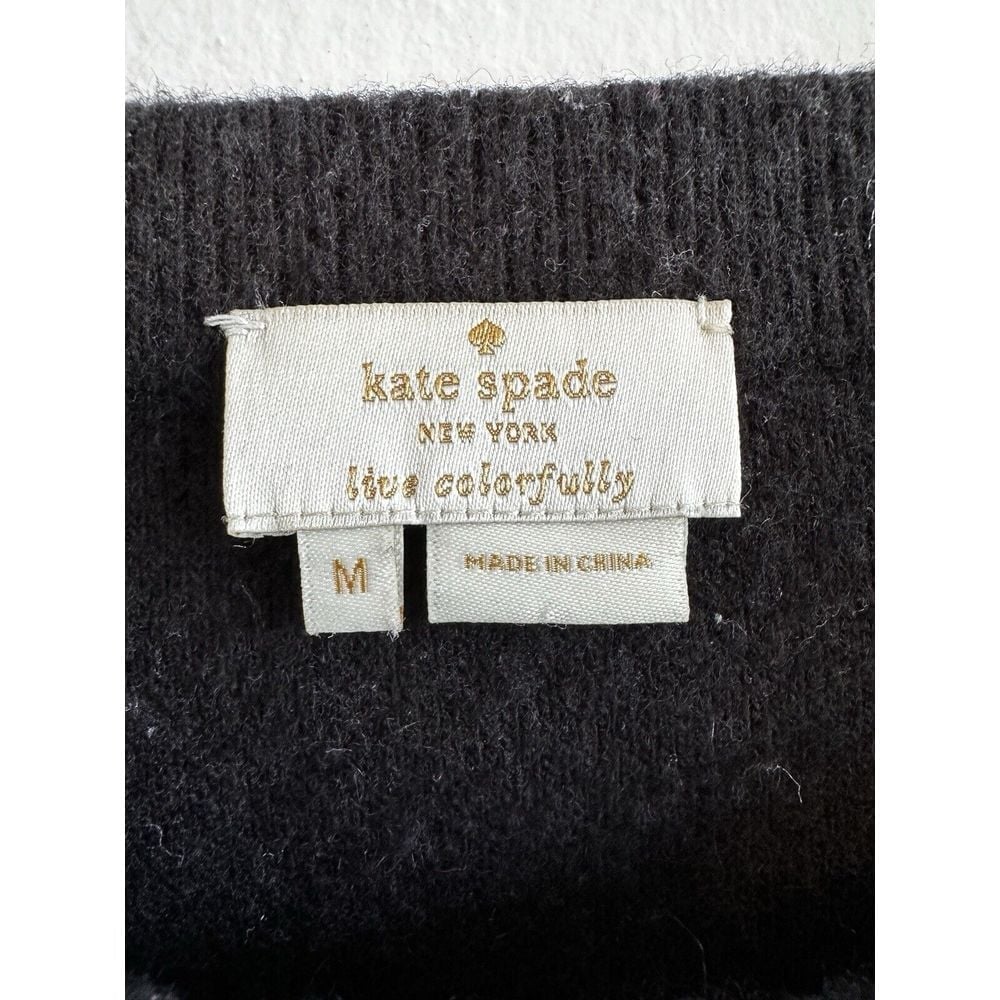 kate spade
NEW YORK
live colorfully
M
MADE IN CHINA